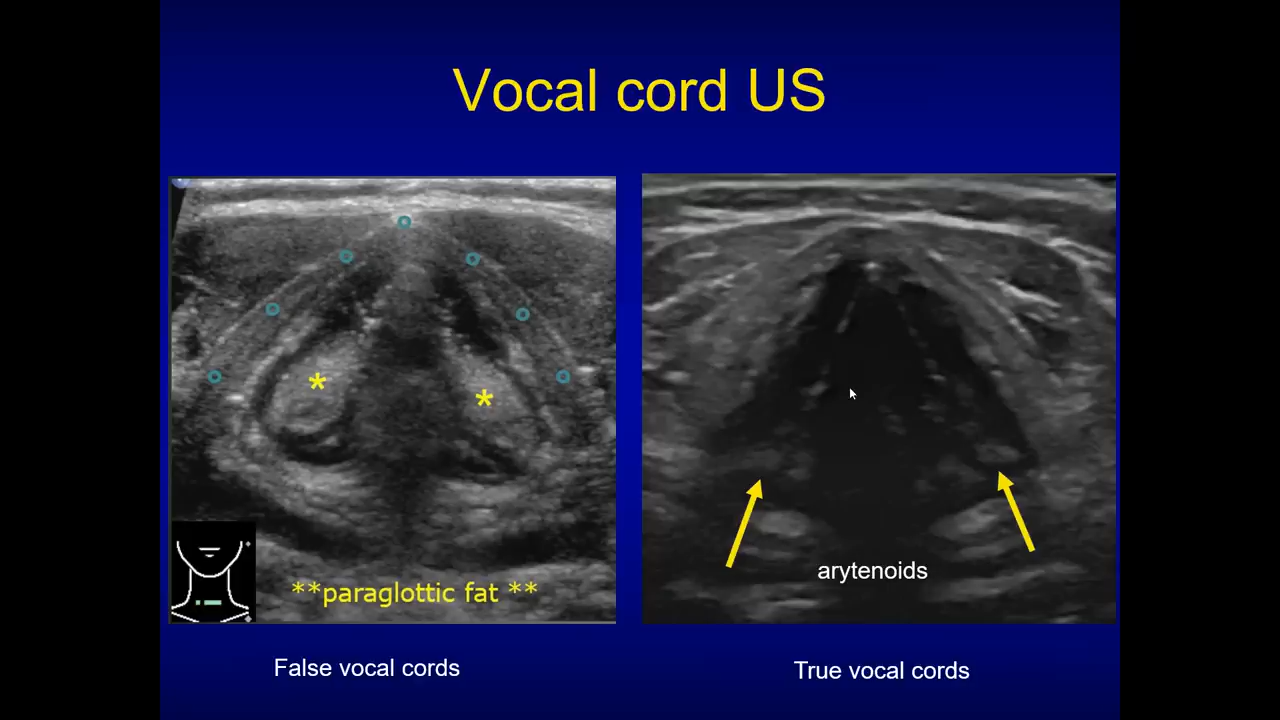 Vocal cord US
* *
**paraglottic fat **
arytenoids
False vocal cords
True vocal cords